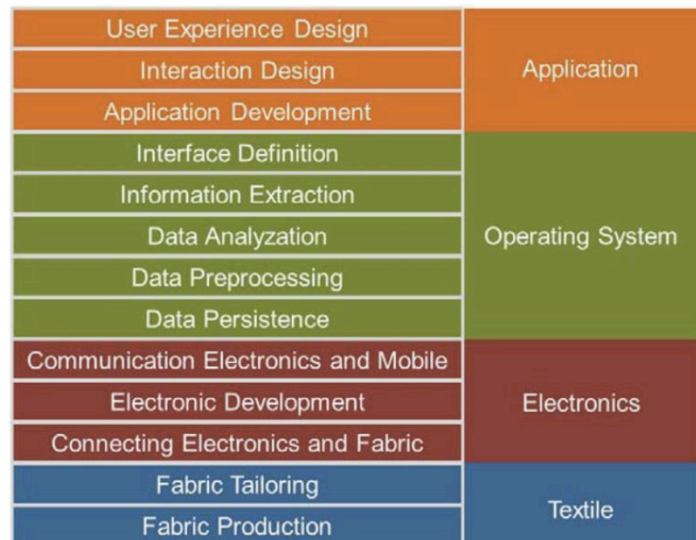 User Experience Design
Interaction Design
Application Development
Application
Interface Definition
Information Extraction
Data Analyzation
Data Preprocessing
Data Persistence
Operating System
Communication Electronics and Mobile
Electronic Development
Connecting Electronics and Fabric
Electronics
Fabric Tailoring
Fabric Production
Textile